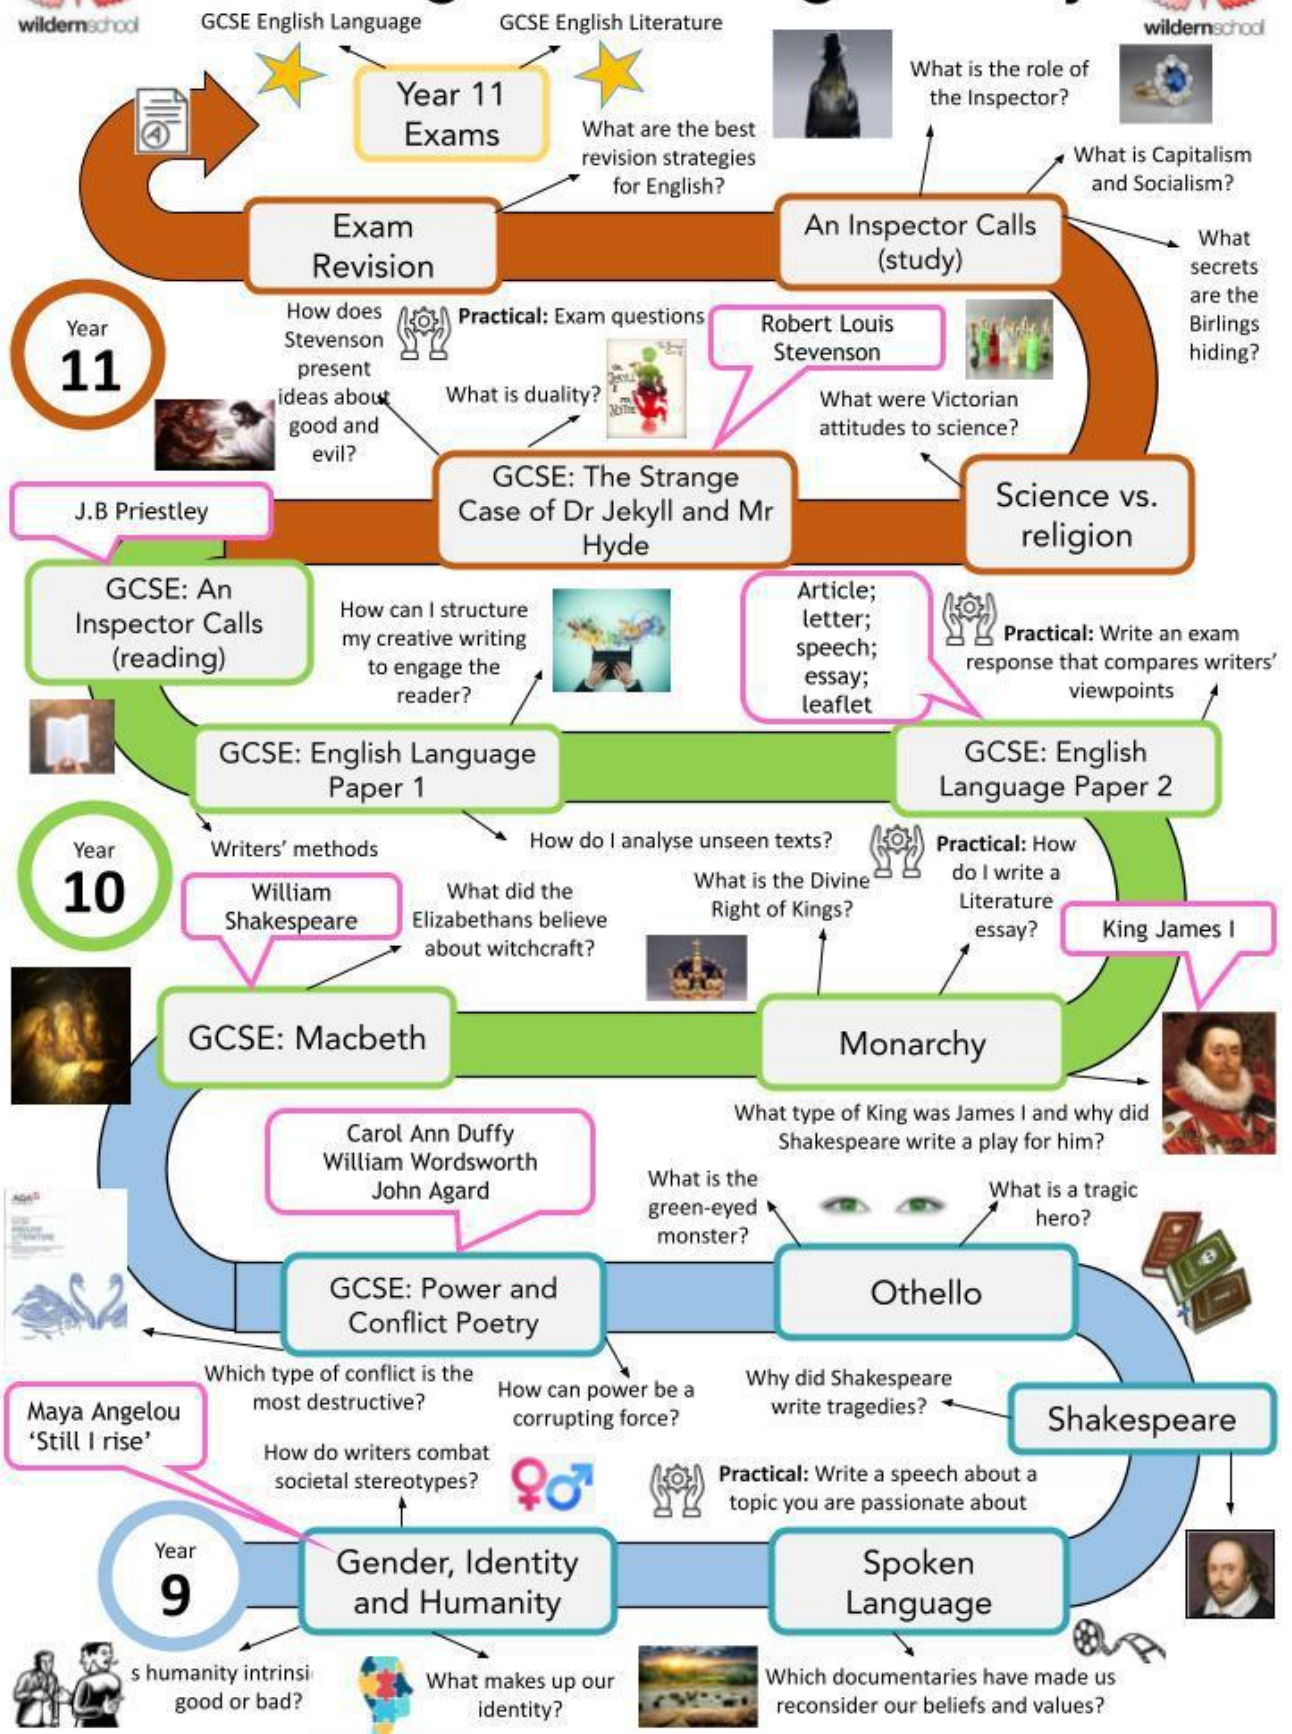 wildernschool
wildernschool
GCSE English Language
GCSE English Literature
Year 11
Exams
What is the role of
the Inspector?
What are the best
revision strategies
for English?
What is Capitalism
and Socialism?
Exam
Revision
An Inspector Calls
(study)
What
secrets
are the
Birlings
hiding?
Year
11
How does
Stevenson
present
ideas about
good and
evil?
Practical: Exam questions
Robert Louis
Stevenson
What is duality?
What were Victorian
attitudes to science?
J.B Priestley
GCSE: The Strange
Case of Dr Jekyll and Mr
Hyde
Science vs.
religion
GCSE: An
Inspector Calls
(reading)
How can I structure
my creative writing
to engage the
reader?
Article;
letter;
speech;
essay;
leaflet
Practical: Write an exam
response that compares writers'
viewpoints
GCSE: English Language
Paper 1
GCSE: English
Language Paper 2
Year
10
Writers' methods
How do I analyse unseen texts?
Practical: How
do I write a
Literature
essay?
William
Shakespeare
What did the
Elizabethans believe
about witchcraft?
What is the Divine
Right of Kings?
King James I
GCSE: Macbeth
Monarchy
What type of King was James I and why did
Shakespeare write a play for him?
Carol Ann Duffy
William Wordsworth
John Agard
What is the
green-eyed
monster?
What is a tragic
hero?
AQA
GCSE: Power and
Conflict Poetry
Othello
Which type of conflict is the
most destructive?
How can power be a
corrupting force?
Why did Shakespeare
write tragedies?
Shakespeare
Maya Angelou
'Still I rise'
How do writers combat
societal stereotypes?
Practical: Write a speech about a
topic you are passionate about
Year
9
Gender, Identity
and Humanity
Spoken
Language
s humanity intrinsi
good or bad?
What makes up our
identity?
Which documentaries have made us
reconsider our beliefs and values?